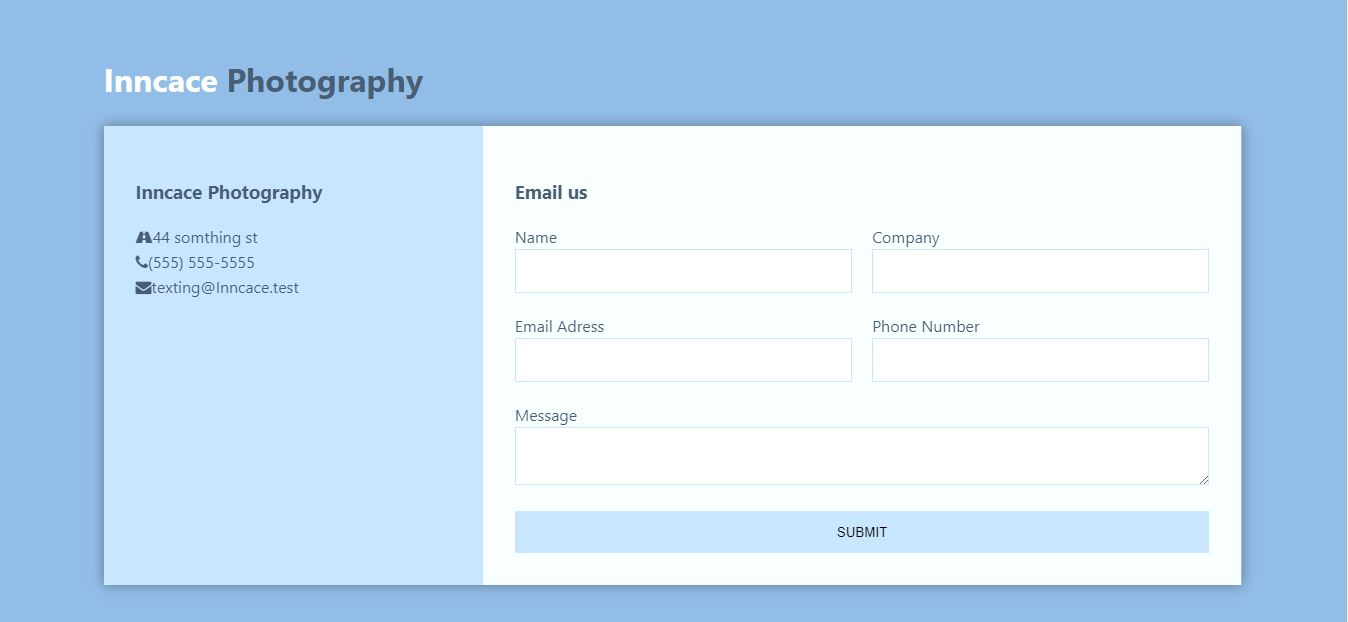 Inncace Photography
Inncace Photography
44 somthing st
(555) 555-5555
texting@Inncace.test
Email us
Name
Company
Email Adress
Phone Number
Message
SUBMIT